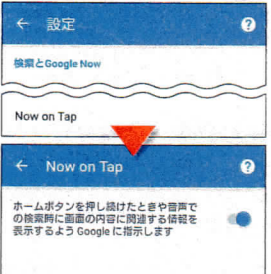 ← 設定 ?
検索とGoogle Now
Now on Tap
← Now on Tap ?
ホームボタンを押し続けたときや音声で
の検索時に画面の内容に関連する情報を
表示するよう Google に指示します